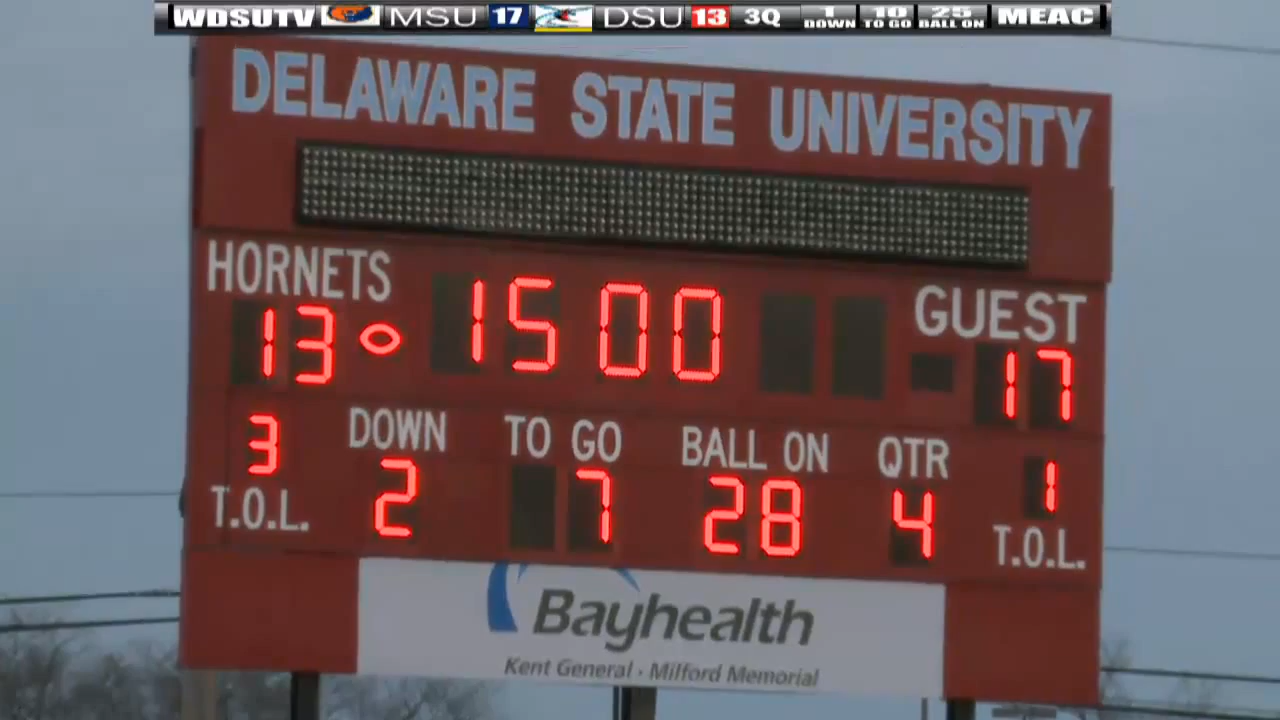 WDSUTV MSU 17 DSU 13 3Q 1 DOWN 10 TO GO 25 BALL ON MEAC
DELAWARE STATE UNIVERSITY
HORNETS 15 00 GUEST
13 17
DOWN TO GO BALL ON QTR
3 2 7 28 4 1
T.O.L. T.O.L.
Bayhealth
Kent General · Milford Memorial